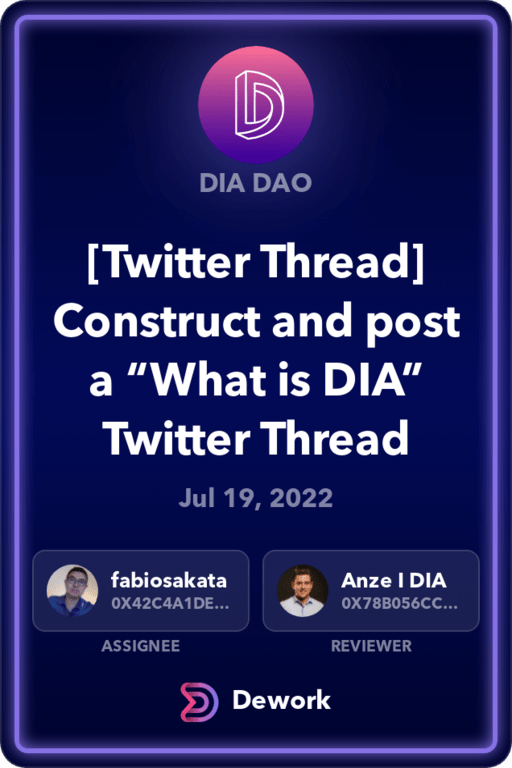 DIA DAO
[Twitter Thread]
Construct and post
a “What is DIA”
Twitter Thread
Jul 19, 2022
fabiosakata
0X42C4A1DE...
Anze I DIA
0X78B056CC...
ASSIGNEE
REVIEWER
Dework